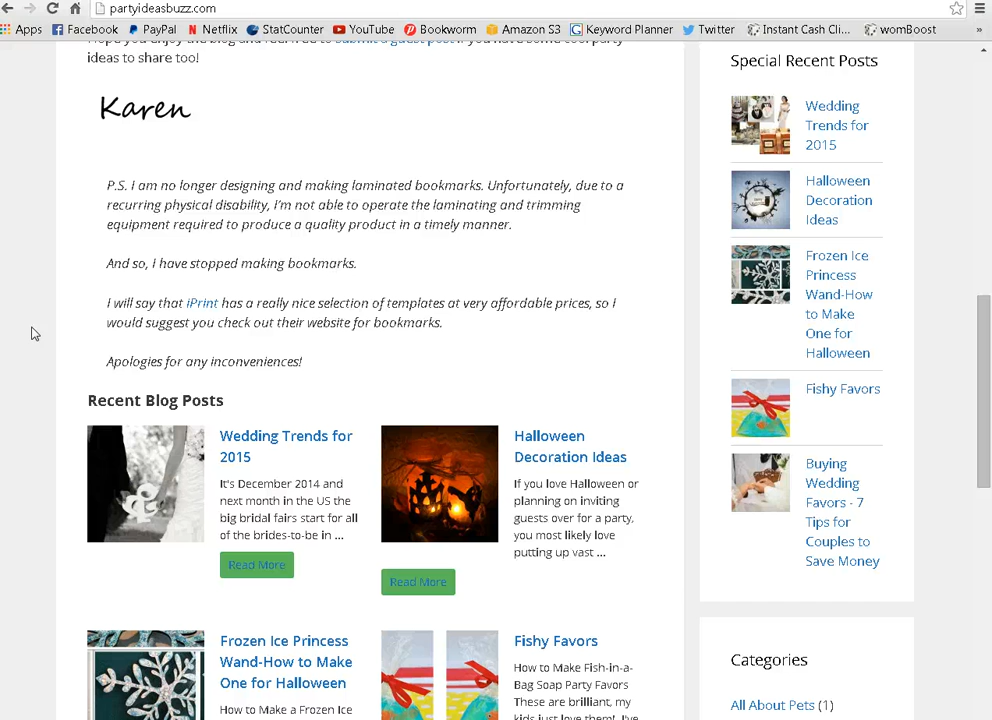 partyideasbuzz.com
Apps Facebook PayPal Netflix StatCounter YouTube Bookworm Amazon S3 Keyword Planner Twitter Instant Cash Cli... womBoost »
Hope you enjoy the blog and feel free to submit a guest post if you have some cool party
ideas to share too!
Karen
P.S. I am no longer designing and making laminated bookmarks. Unfortunately, due to a
recurring physical disability, I'm not able to operate the laminating and trimming
equipment required to produce a quality product in a timely manner.
And so, I have stopped making bookmarks.
I will say that iPrint has a really nice selection of templates at very affordable prices, so I
would suggest you check out their website for bookmarks.
Apologies for any inconveniences!
Recent Blog Posts
Wedding Trends for
2015
It's December 2014 and
next month in the US the
big bridal fairs start for all
of the brides-to-be in ...
Read More
Halloween
Decoration Ideas
If you love Halloween or
planning on inviting
guests over for a party,
you most likely love
putting up vast ...
Read More
Frozen Ice Princess
Wand-How to Make
One for Halloween
How to Make a Frozen Ice
Fishy Favors
How to Make Fish-in-a-
Bag Soap Party Favors
These are brilliant, my
kids just love them! I've
Special Recent Posts
Wedding
Trends for
2015
Halloween
Decoration
Ideas
Frozen Ice
Princess
Wand-How
to Make
One for
Halloween
Fishy Favors
Buying
Wedding
Favors - 7
Tips for
Couples to
Save Money
Categories
All About Pets (1)